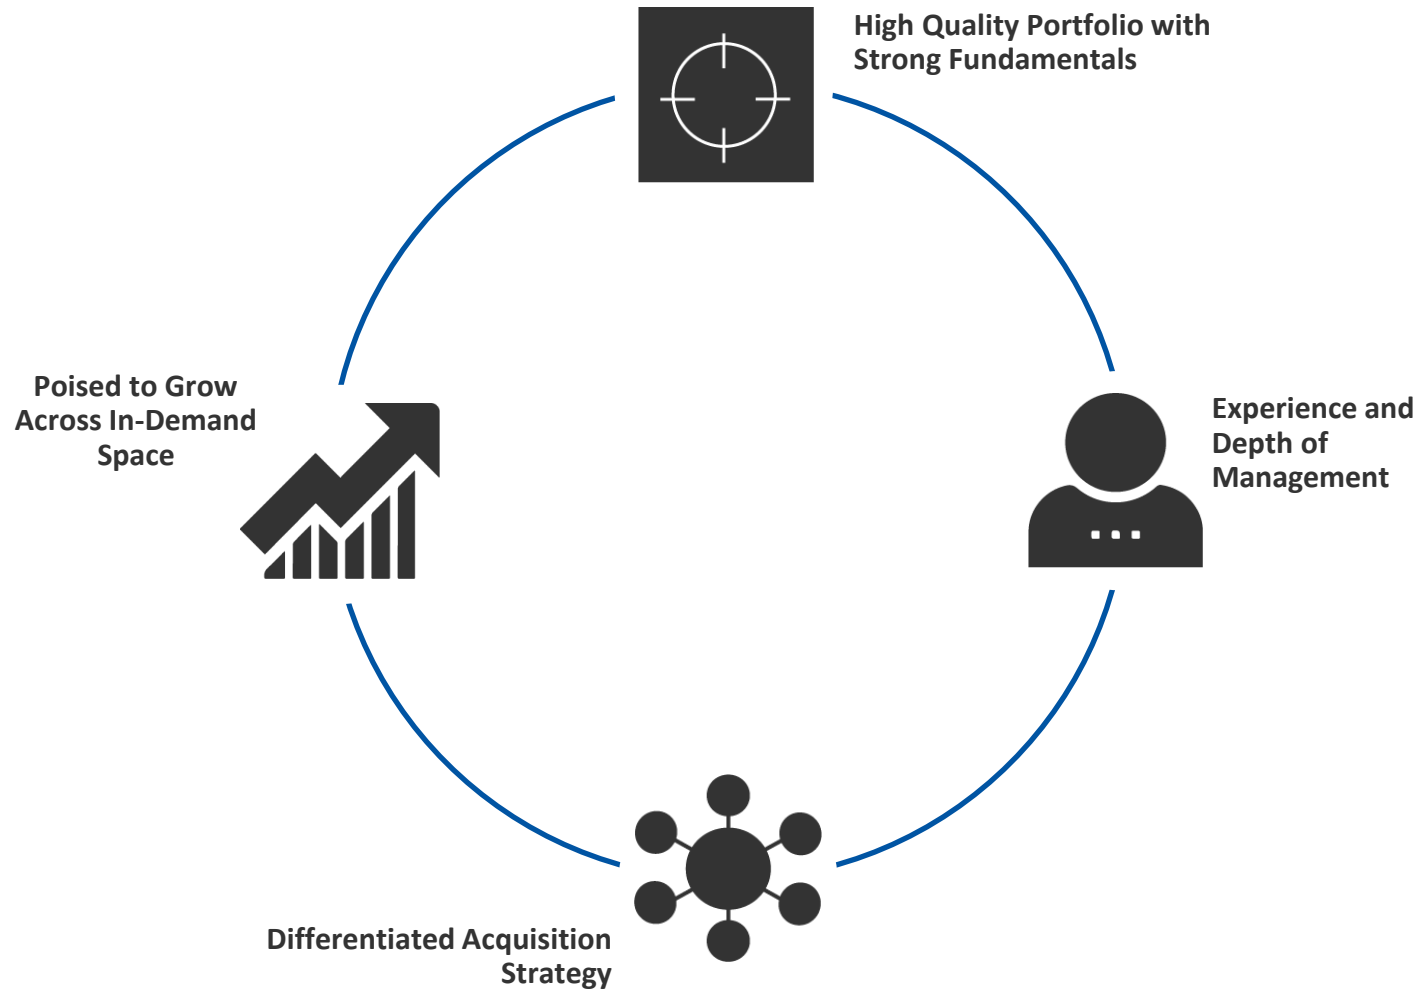 High Quality Portfolio with
Strong Fundamentals
Poised to Grow
Across In-Demand
Space
Experience and
Depth of
Management
Differentiated Acquisition
Strategy